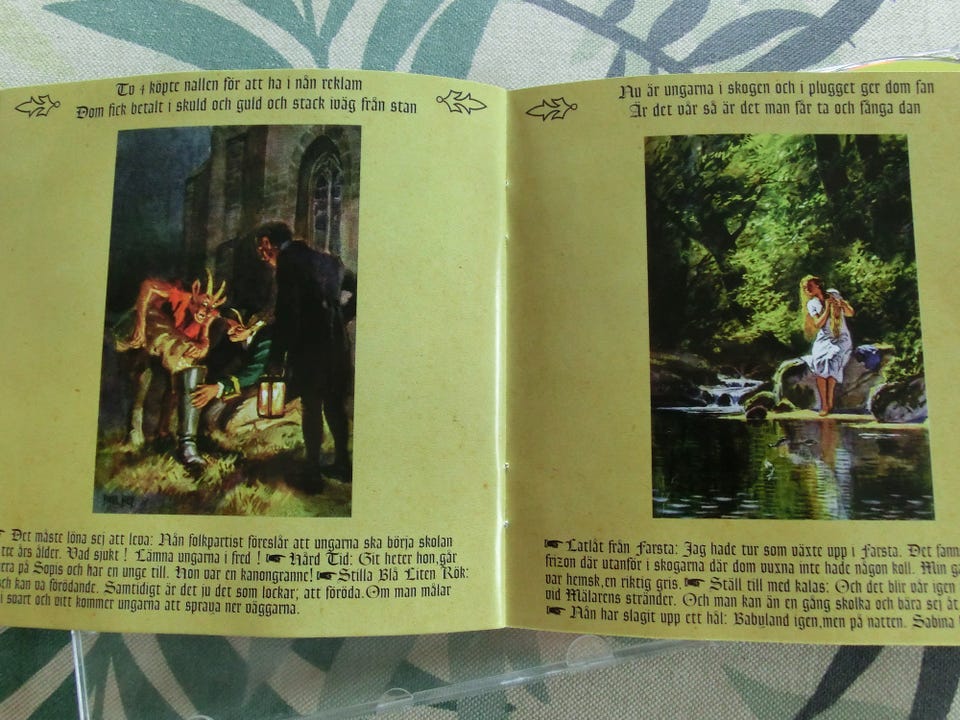 To 4 köpte nallen för att ha i nån reklam
Dom fick betalt i skuld och guld och stack iväg från stan
Det måste löna sej att leva: Nån folkpartist föreslår att ungarna ska börja skolan
tre års ålder. Vad sjukt ! Lämna ungarna i fred ! Hård Tid: Git heter hon,går
på Sopis och har en unge till. Hon var en kanongranne! Stilla Blå Liten Rök:
och kan va förödande. Samtidigt är det ju det som lockar; att föröda. Om man målar
i svart och vitt kommer ungarna att spraya ner väggarna.
Nu är ungarna i skogen och i plugget ger dom fan
Är det vår så är det man får ta och fånga dan
Latlåt från Farsta: Jag hade tur som växte upp i Farsta. Det fanns
frizon där utanför i skogarna där dom vuxna inte hade någon koll. Min
var hemsk,en riktig gris. Ställ till med kalas: Och det blir vår igen
vid Mälarens stränder. Och man kan än en gång skolka och bära sej åt
Nån har slagit upp ett hål: Babyland igen,men på natten. Sabina